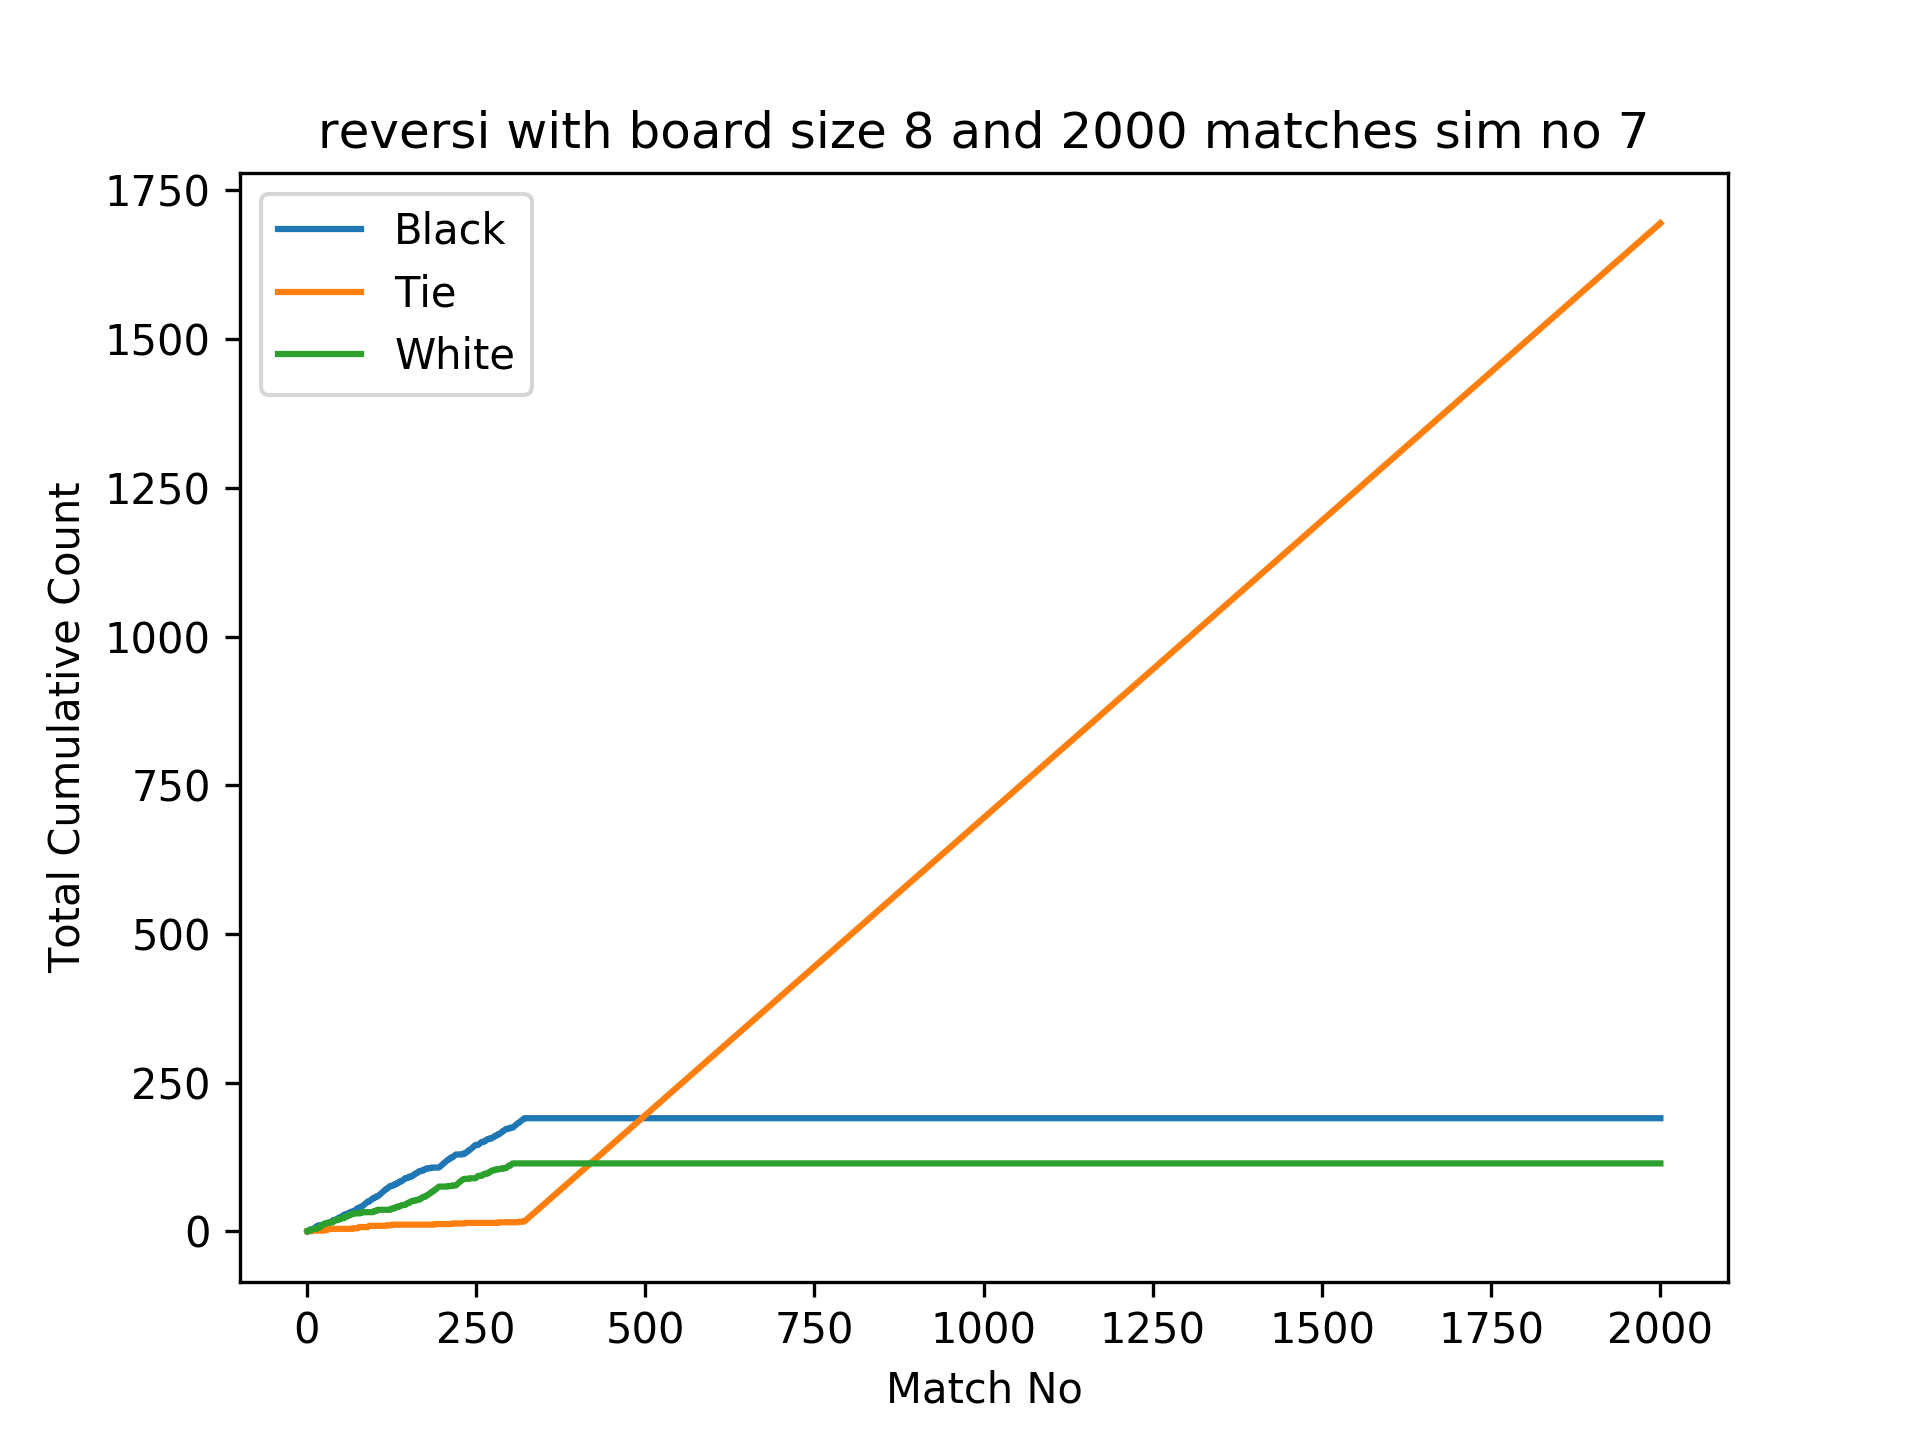 reversi with board size 8 and 2000 matches sim no 7
Black
Tie
White
Total Cumulative Count
1750
1500
1250
1000
750
500
250
0
0 250 500 750 1000 1250 1500 1750 2000
Match No